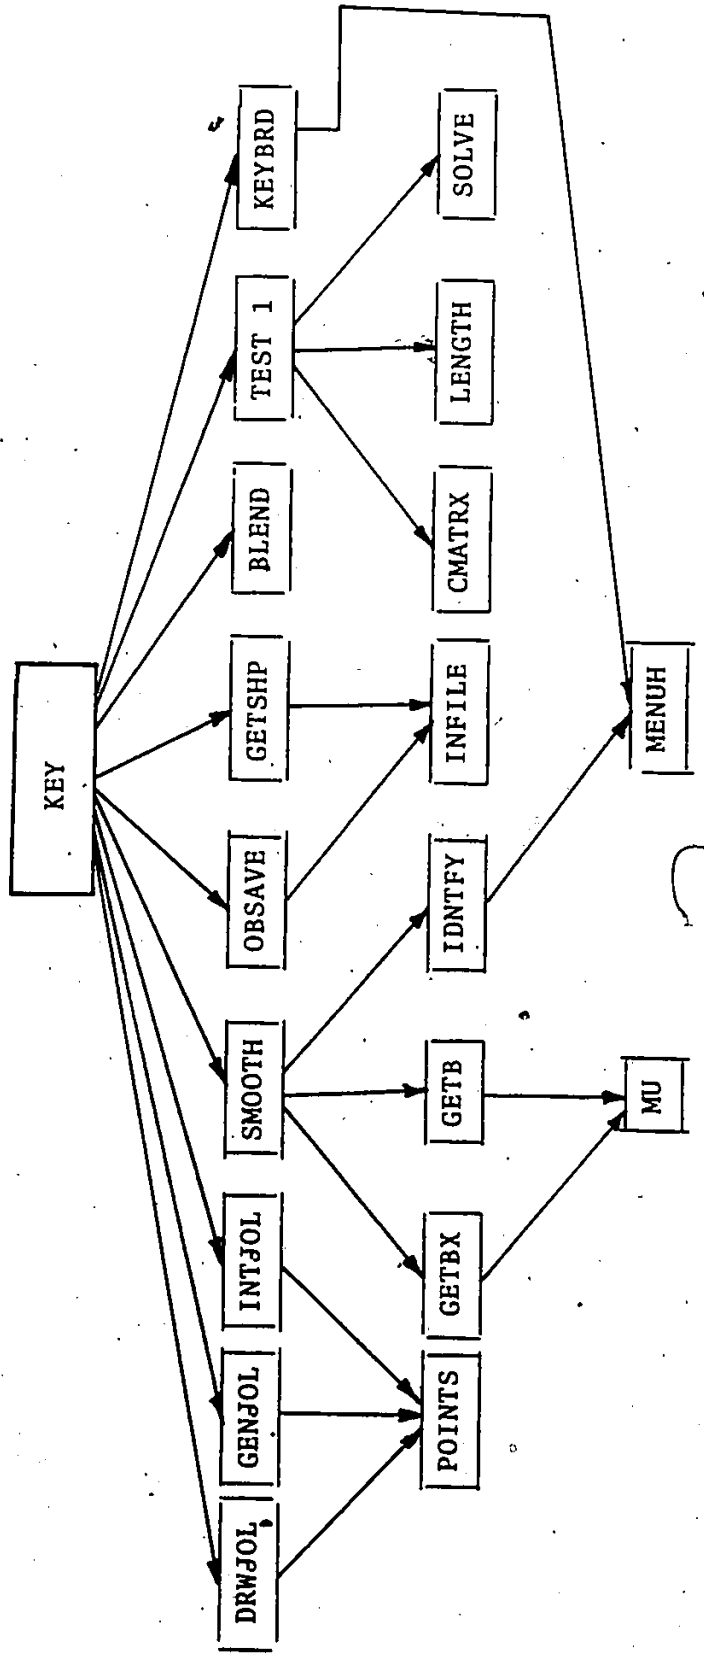 KEY
DRWJOL
GENJOL
INTJOL
SMOOTH
OBSAVE
GETSHP
BLEND
TEST 1
KEYBRD
POINTS
GETBX
GETB
IDNTFY
INFILE
CMATRX
LENGTH
SOLVE
MU
MENUH